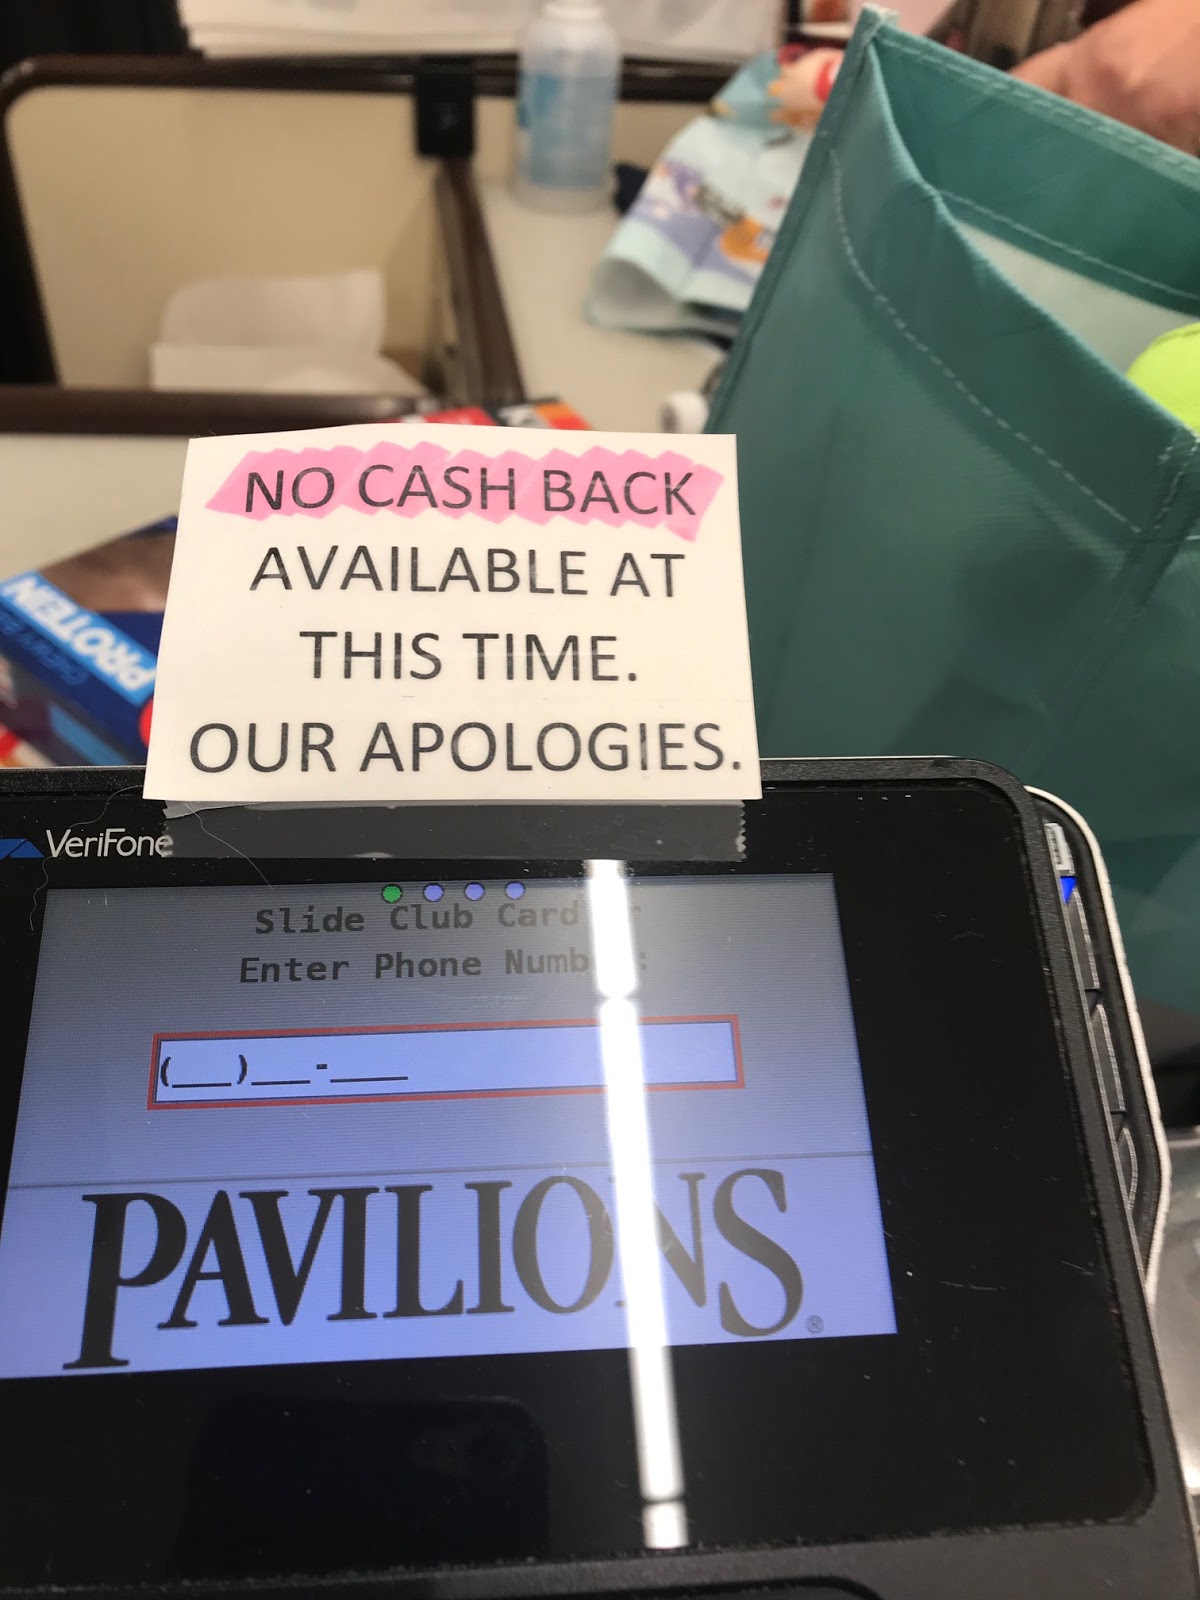 NO CASH BACK
AVAILABLE AT
THIS TIME.
OUR APOLOGIES.
PROTEIN
VeriFone
Slide Club Card
Enter Phone
(___)___-____
PAVILIONS®